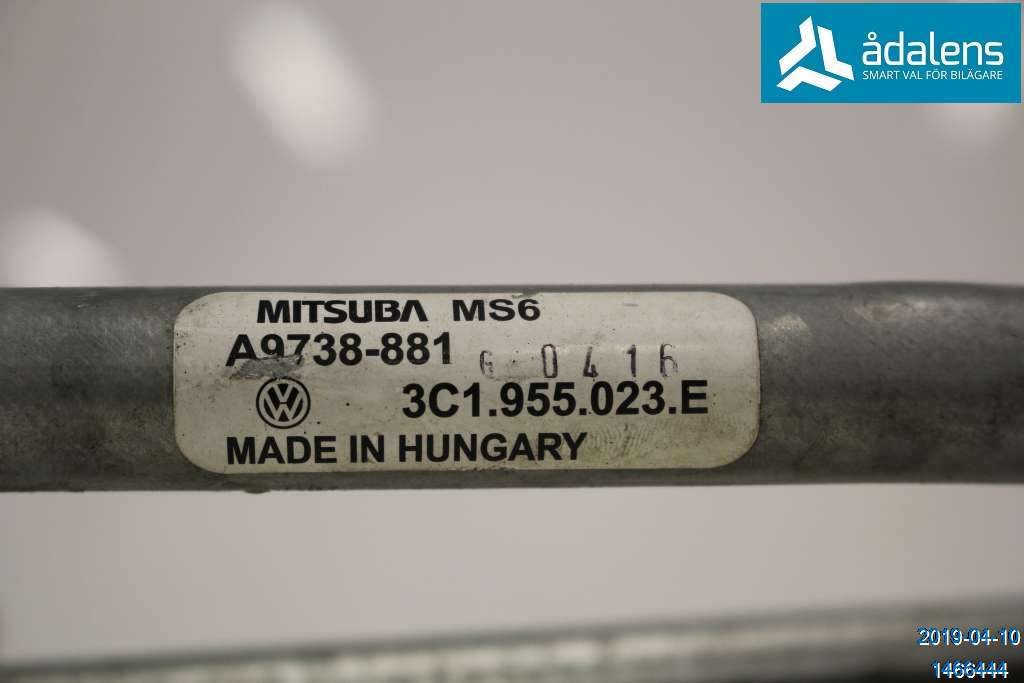 ådalens
SMART VAL FÖR BILÄGARE
MITSUBA MS6
A9738-881 G 0416
3C1.955.023.E
MADE IN HUNGARY
2019-04-10
1466444